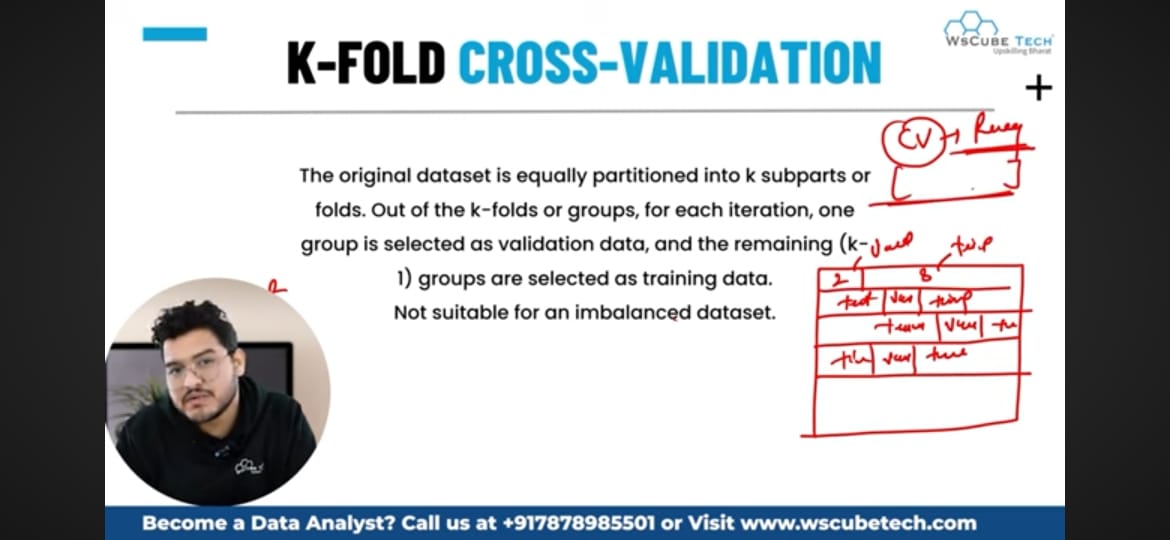 WSCUBE TECH
Upskilling Bharat
K-FOLD CROSS-VALIDATION
+
CV
The original dataset is equally partitioned into k subparts or
folds. Out of the k-folds or groups, for each iteration, one
group is selected as validation data, and the remaining (k-
1) groups are selected as training data.
Not suitable for an imbalanced dataset.
2 8
Become a Data Analyst? Call us at +917878985501 or Visit www.wscubetech.com